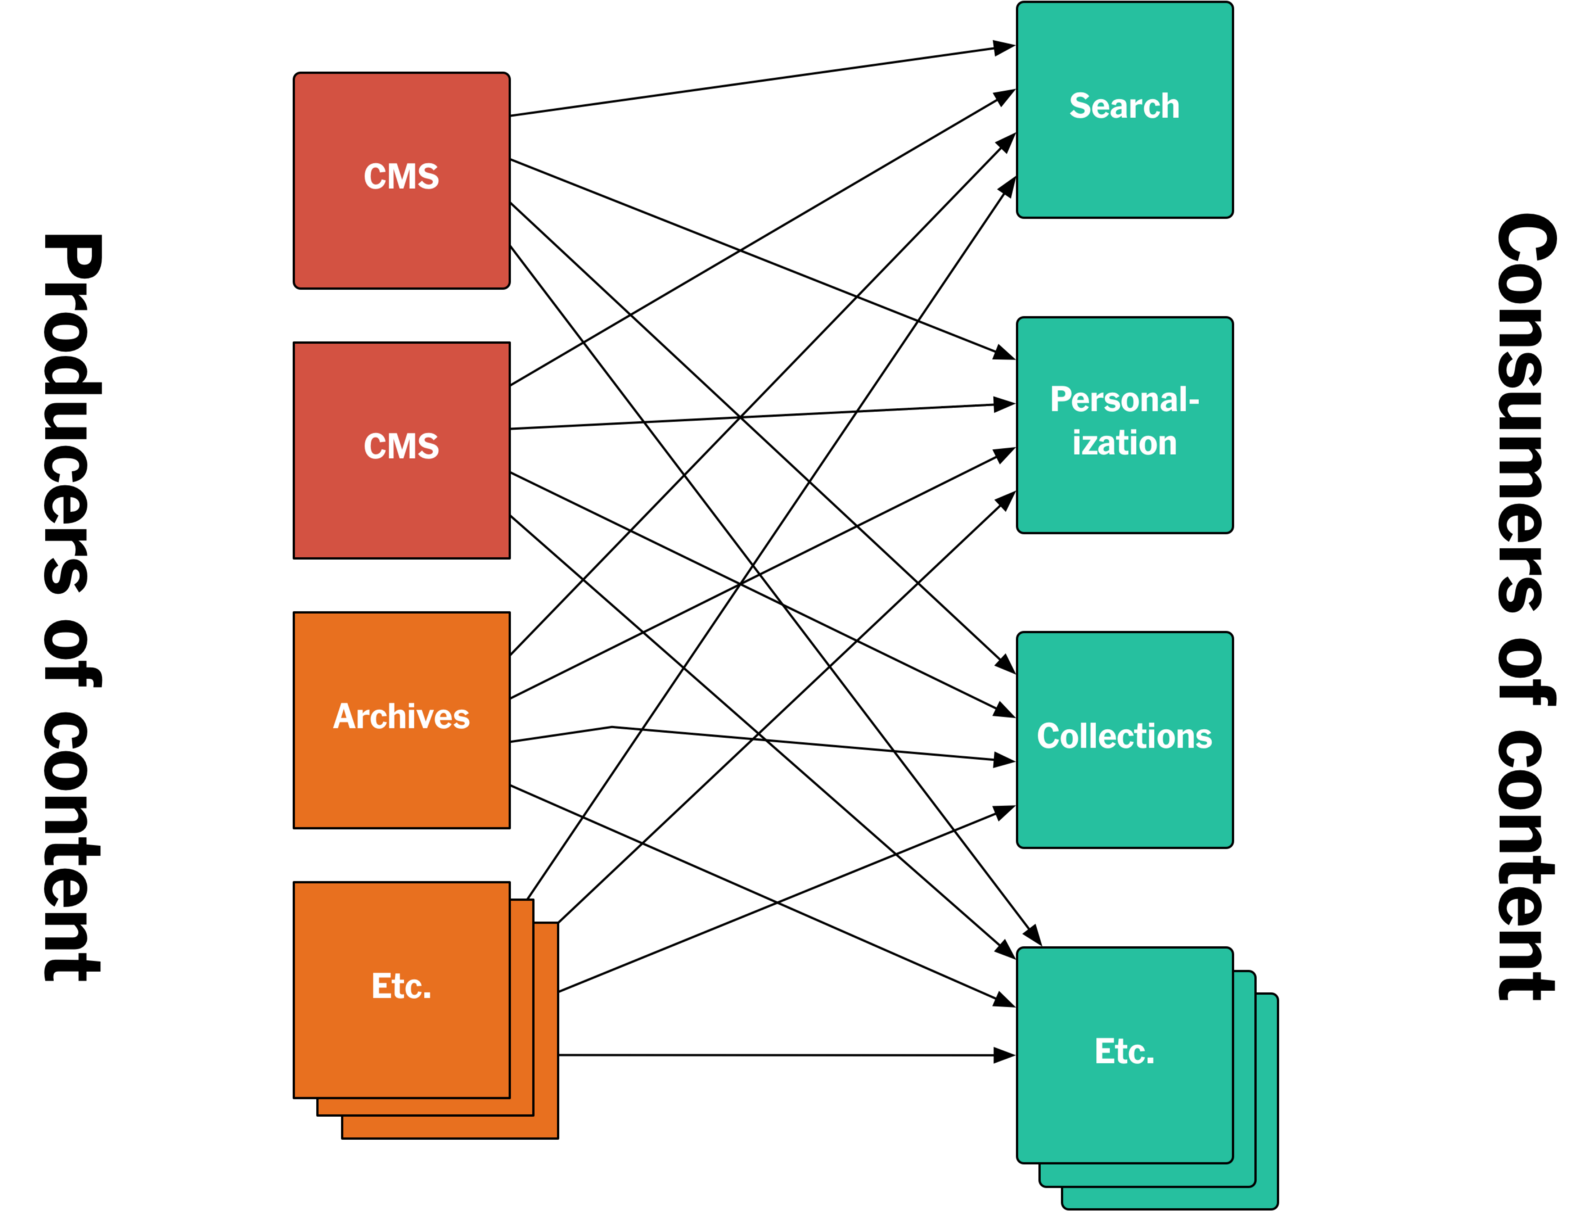 Producers of content
CMS
CMS
Archives
Etc.
Search
Personal-
ization
Collections
Etc.
Consumers of content